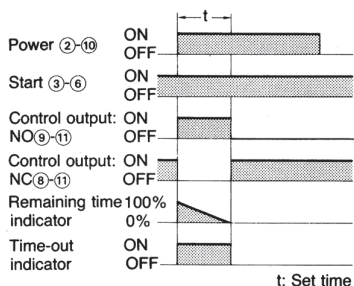 t
Power ②-⑩ ON
OFF
Start ③-⑥ ON
OFF
Control output: ON
NO⑨-⑪ OFF
Control output: ON
NC⑧-⑪ OFF
Remaining time 100%
indicator 0%
Time-out ON
indicator OFF
t: Set time